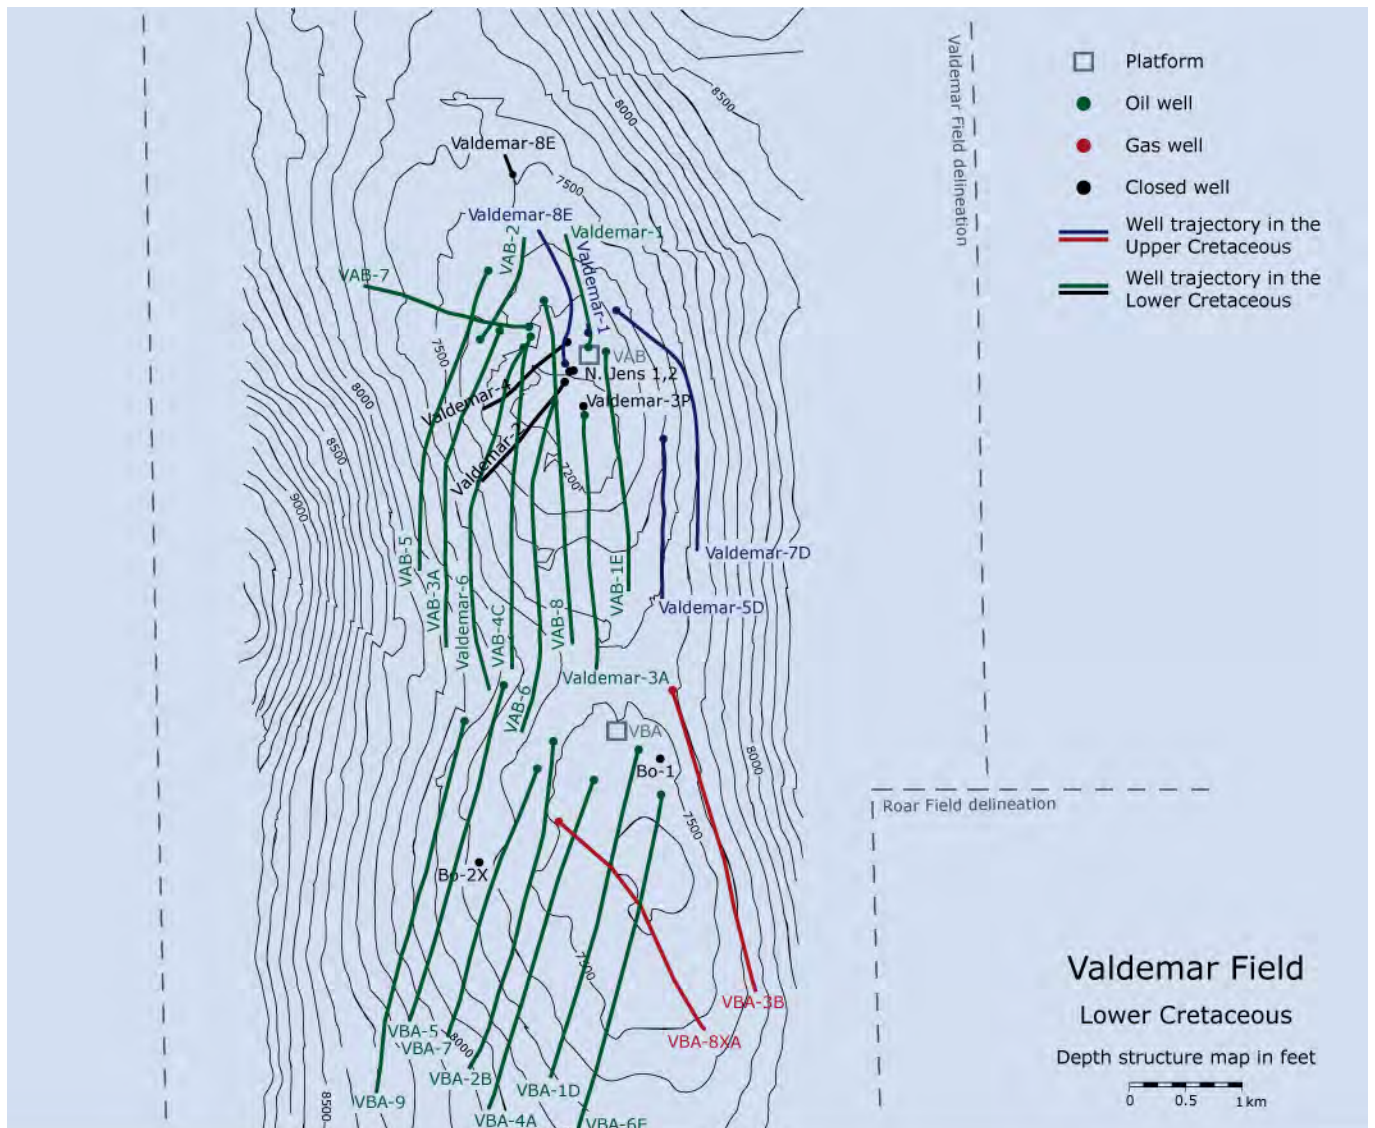 8500
8000
Valdemar Field delineation
Platform
Oil well
Gas well
Closed well
Well trajectory in the
Upper Cretaceous
Well trajectory in the
Lower Cretaceous
Valdemar-8E
7500
Valdemar-8E
VAB-2
Valdemar-1
Valdemar-1
VAB-7
7500
VAB
N. Jens 1,2
Valdemar-4
Valdemar-3P
8000
Valdemar-2
8500
7200
9000
VAB-5
VAB-3A
Valdemar-6
VAB-4C
VAB-8
VAB-1E
Valdemar-7D
Valdemar-5D
Valdemar-3A
VAB-6
VBA
8000
Bo-1
Roar Field delineation
7500
Bo-2X
7500
VBA-3B
VBA-5
VBA-7
8000
VBA-8XA
VBA-2B
VBA-1D
VBA-9
8500
VBA-4A
VBA-6E
Valdemar Field
Lower Cretaceous
Depth structure map in feet
0 0.5 1 km